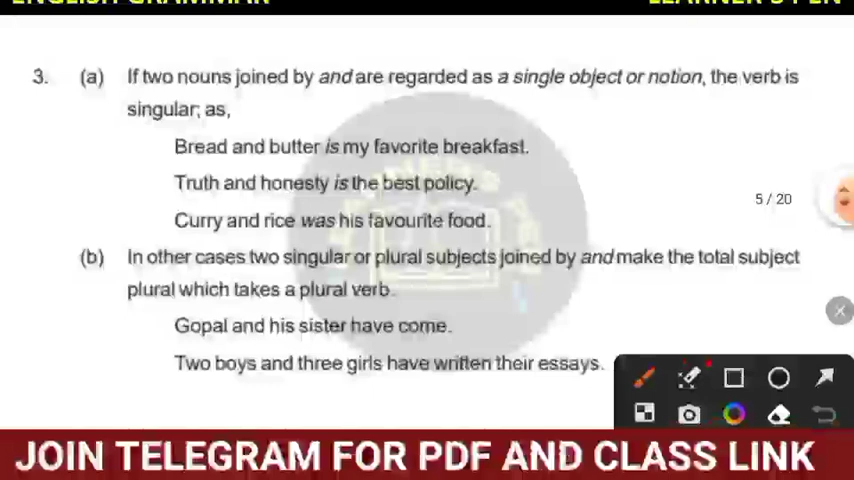 ENGLISH GRAMMAR LEARNER'S PEN
3. (a) If two nouns joined by and are regarded as a single object or notion, the verb is
singular; as,
Bread and butter is my favorite breakfast.
Truth and honesty is the best policy.
5 / 20
Curry and rice was his favourite food.
(b) In other cases two singular or plural subjects joined by and make the total subject
plural which takes a plural verb.
Gopal and his sister have come.
Two boys and three girls have written their essays.
JOIN TELEGRAM FOR PDF AND CLASS LINK